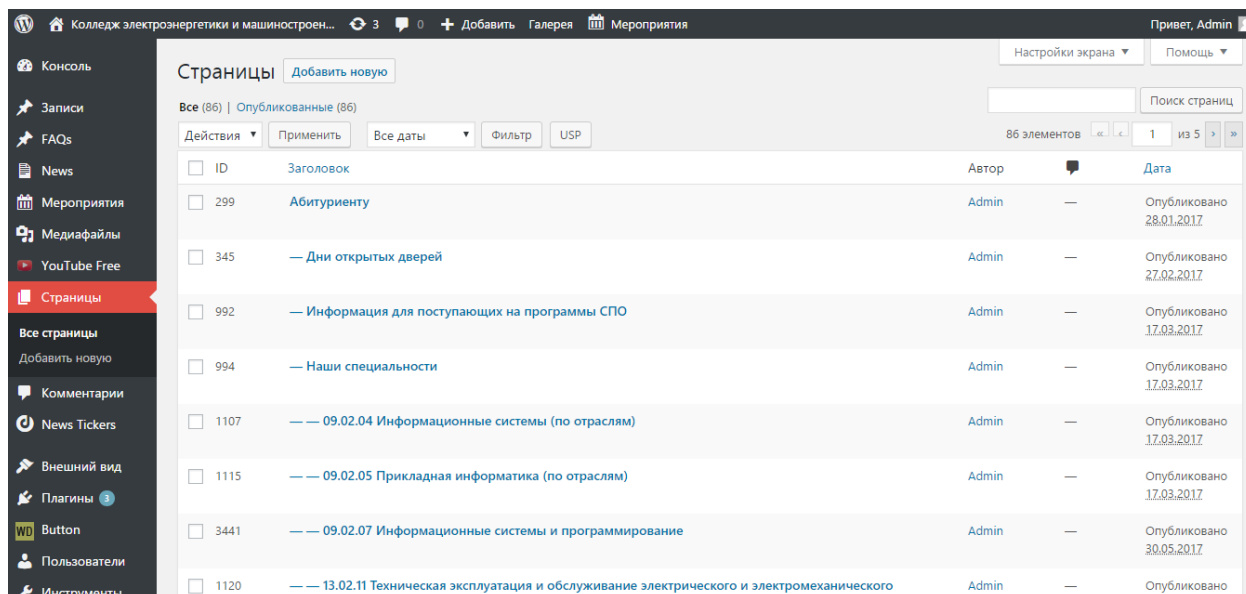 Колледж электроэнергетики и машиностроен... 3 0 Добавить Галерея Мероприятия Привет, Admin
Консоль
Записи
FAQs
News
Мероприятия
Медиафайлы
YouTube Free
Страницы
Все страницы
Добавить новую
Комментарии
News Tickers
Внешний вид
Плагины 3
WD Button
Пользователи
Инструменты
Настройки экрана ▼ Помощь ▼
Страницы Добавить новую
Все (86) | Опубликованные (86) Поиск страниц
Действия ▼ Применить Все даты ▼ Фильтр USP 86 элементов « ‹ 1 из 5 › »
ID Заголовок Автор Дата
299 Абитуриенту Admin — Опубликовано
28.01.2017
345 — Дни открытых дверей Admin — Опубликовано
27.02.2017
992 — Информация для поступающих на программы СПО Admin — Опубликовано
17.03.2017
994 — Наши специальности Admin — Опубликовано
17.03.2017
1107 — — 09.02.04 Информационные системы (по отраслям) Admin — Опубликовано
17.03.2017
1115 — — 09.02.05 Прикладная информатика (по отраслям) Admin — Опубликовано
17.03.2017
3441 — — 09.02.07 Информационные системы и программирование Admin — Опубликовано
30.05.2017
1120 — — 13.02.11 Техническая эксплуатация и обслуживание электрического и электромеханического Admin — Опубликовано